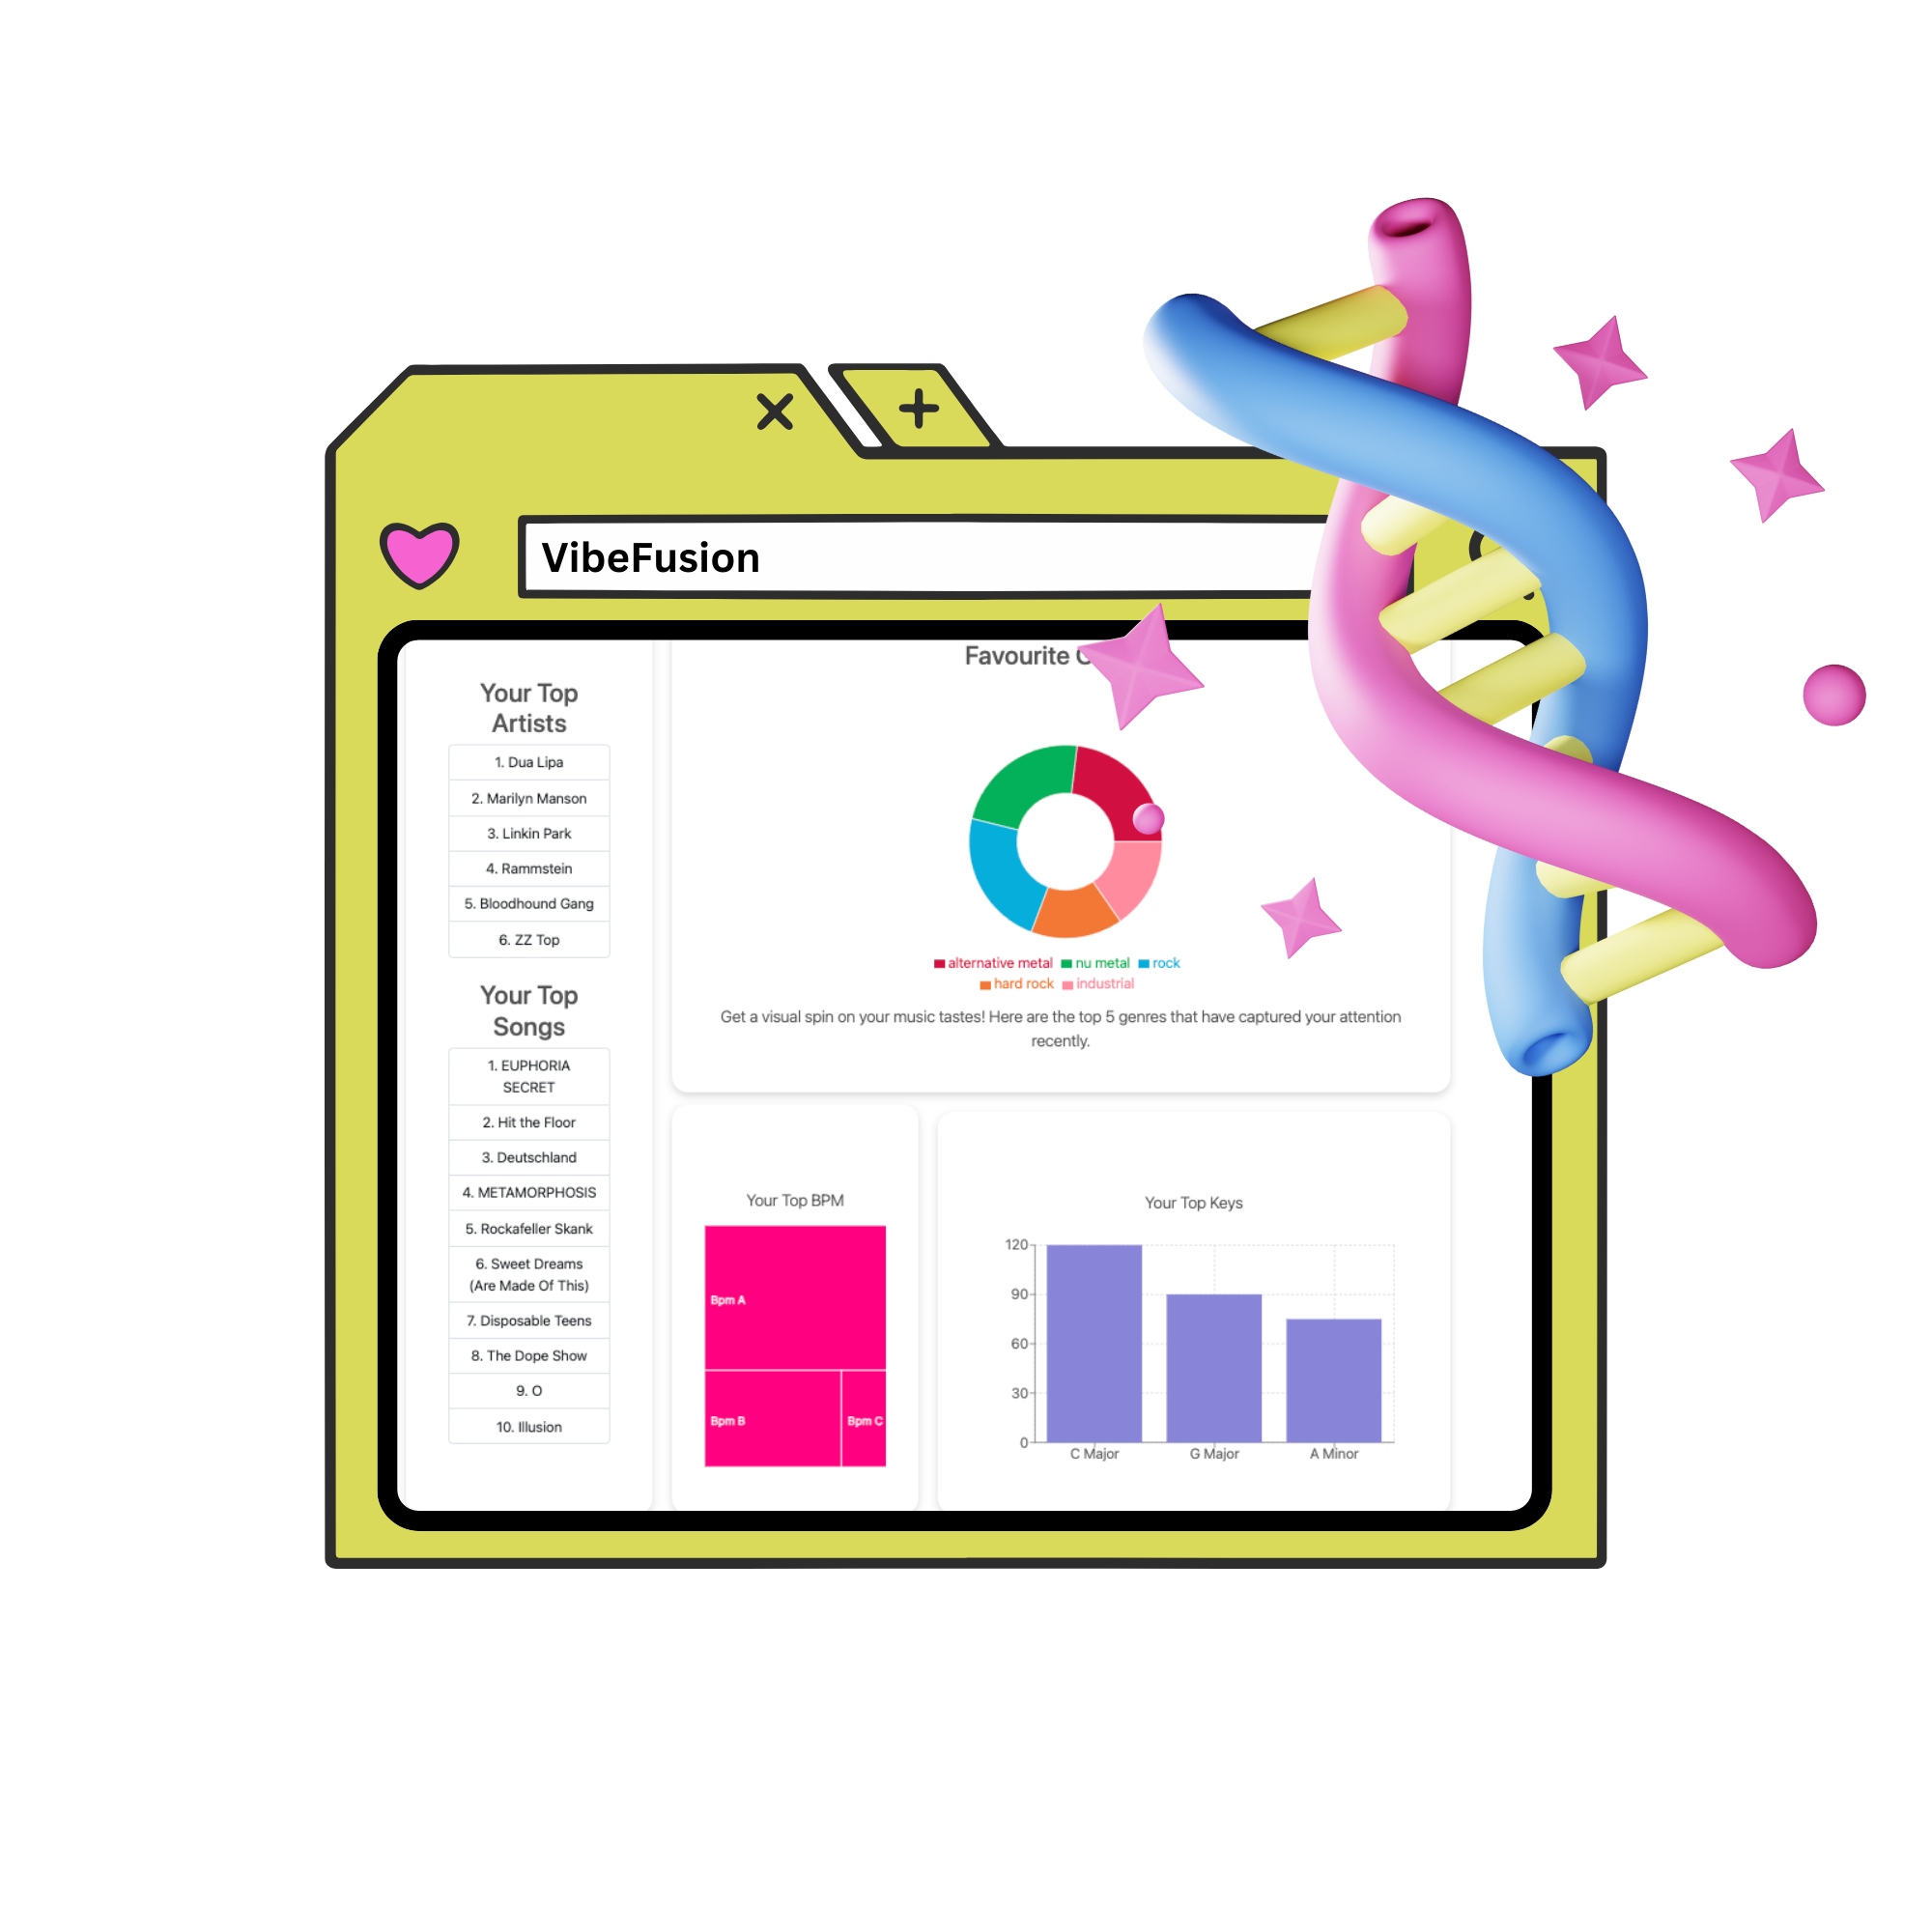 VibeFusion
Your Top
Artists
1. Dua Lipa
2. Marilyn Manson
3. Linkin Park
4. Rammstein
5. Bloodhound Gang
6. ZZ Top
Your Top
Songs
1. EUPHORIA
SECRET
2. Hit the Floor
3. Deutschland
4. METAMORPHOSIS
5. Rockafeller Skank
6. Sweet Dreams
(Are Made Of This)
7. Disposable Teens
8. The Dope Show
9. O
10. Illusion
Favourite
alternative metal nu metal rock
hard rock industrial
Get a visual spin on your music tastes! Here are the top 5 genres that have captured your attention
recently.
Your Top BPM
Bpm A
Bpm B
Bpm C
Your Top Keys
120
90
60
30
0
C Major
G Major
A Minor